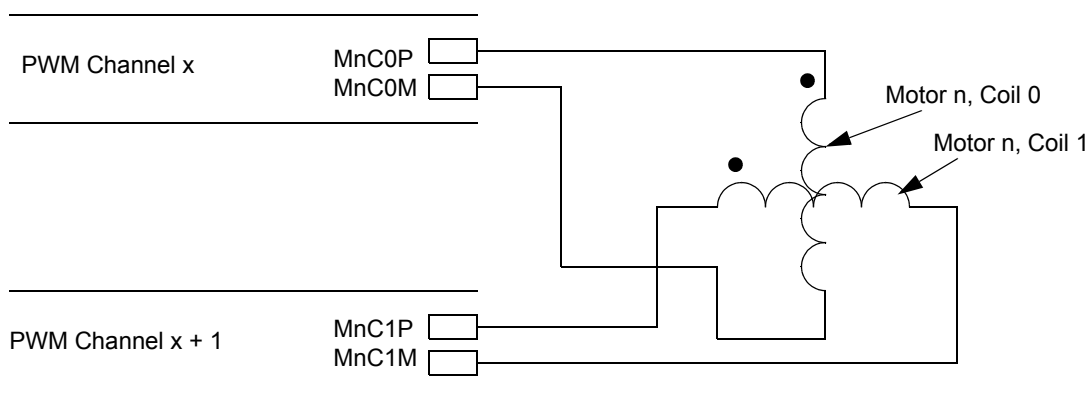 PWM Channel x
MnC0P
MnC0M
Motor n, Coil 0
Motor n, Coil 1
PWM Channel x + 1
MnC1P
MnC1M